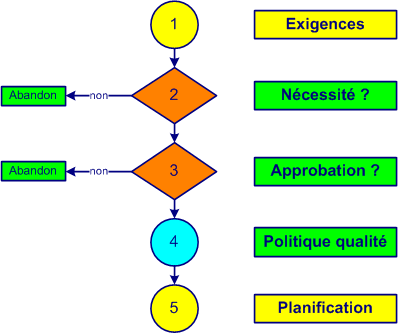 1 Exigences
Abandon non 2 Nécessité ?
Abandon non 3 Approbation ?
4 Politique qualité
5 Planification